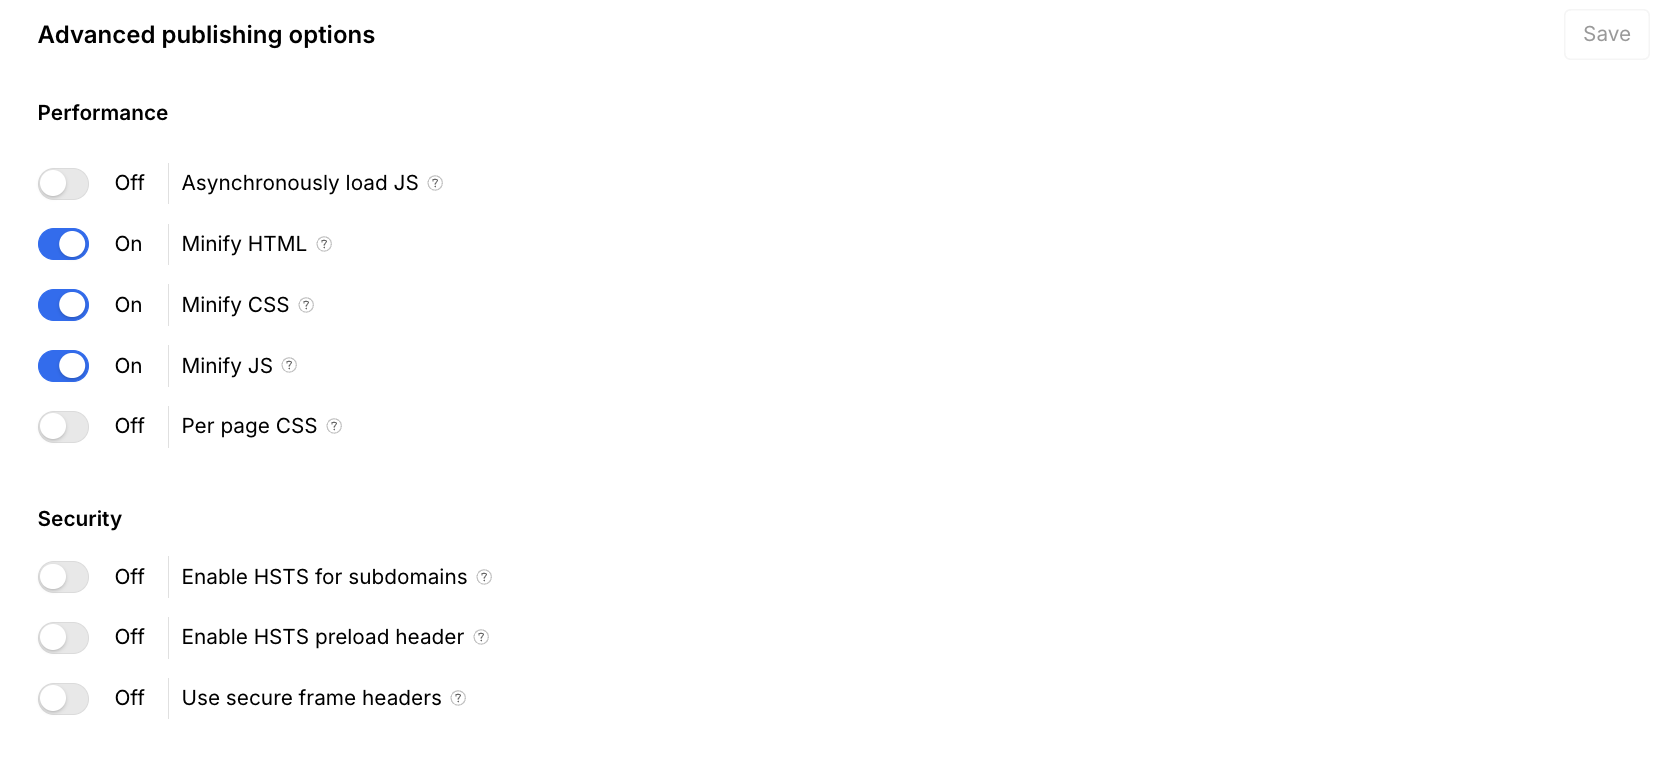 Advanced publishing options
Save
Performance
Off Asynchronously load JS ?
On Minify HTML ?
On Minify CSS ?
On Minify JS ?
Off Per page CSS ?
Security
Off Enable HSTS for subdomains ?
Off Enable HSTS preload header ?
Off Use secure frame headers ?